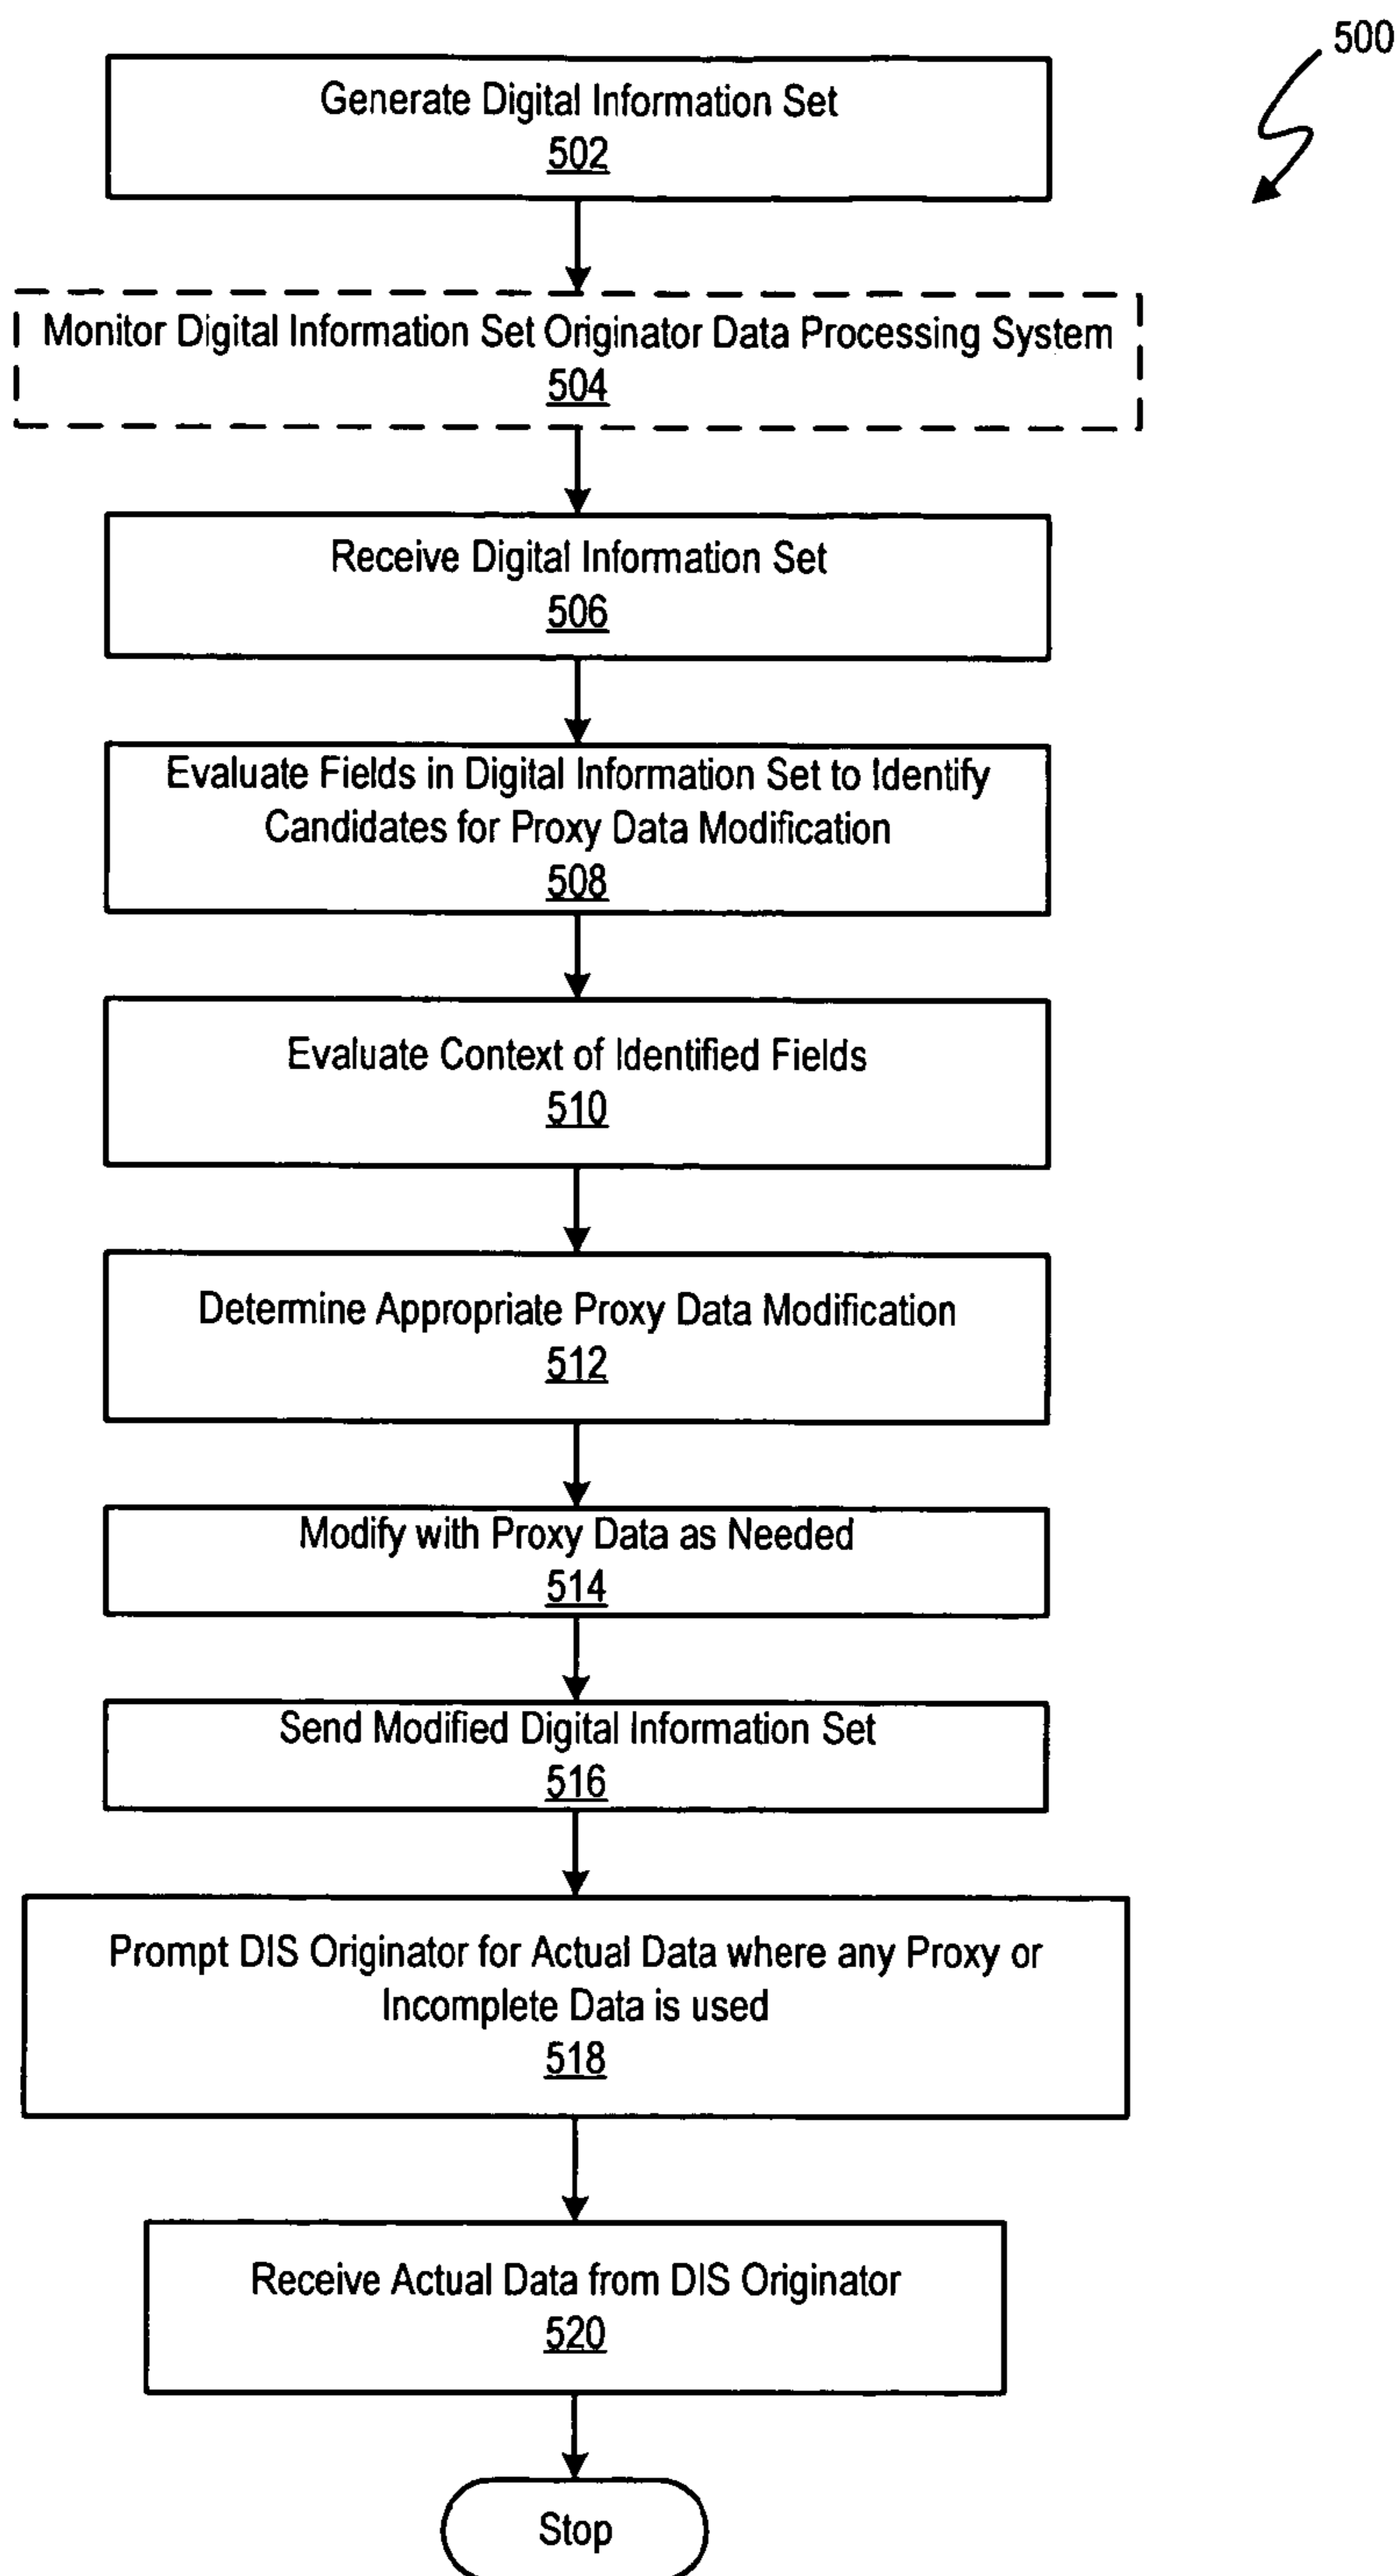 500
Generate Digital Information Set
502
Monitor Digital Information Set Originator Data Processing System
504
Receive Digital Information Set
506
Evaluate Fields in Digital Information Set to Identify
Candidates for Proxy Data Modification
508
Evaluate Context of Identified Fields
510
Determine Appropriate Proxy Data Modification
512
Modify with Proxy Data as Needed
514
Send Modified Digital Information Set
516
Prompt DIS Originator for Actual Data where any Proxy or
Incomplete Data is used
518
Receive Actual Data from DIS Originator
520
Stop